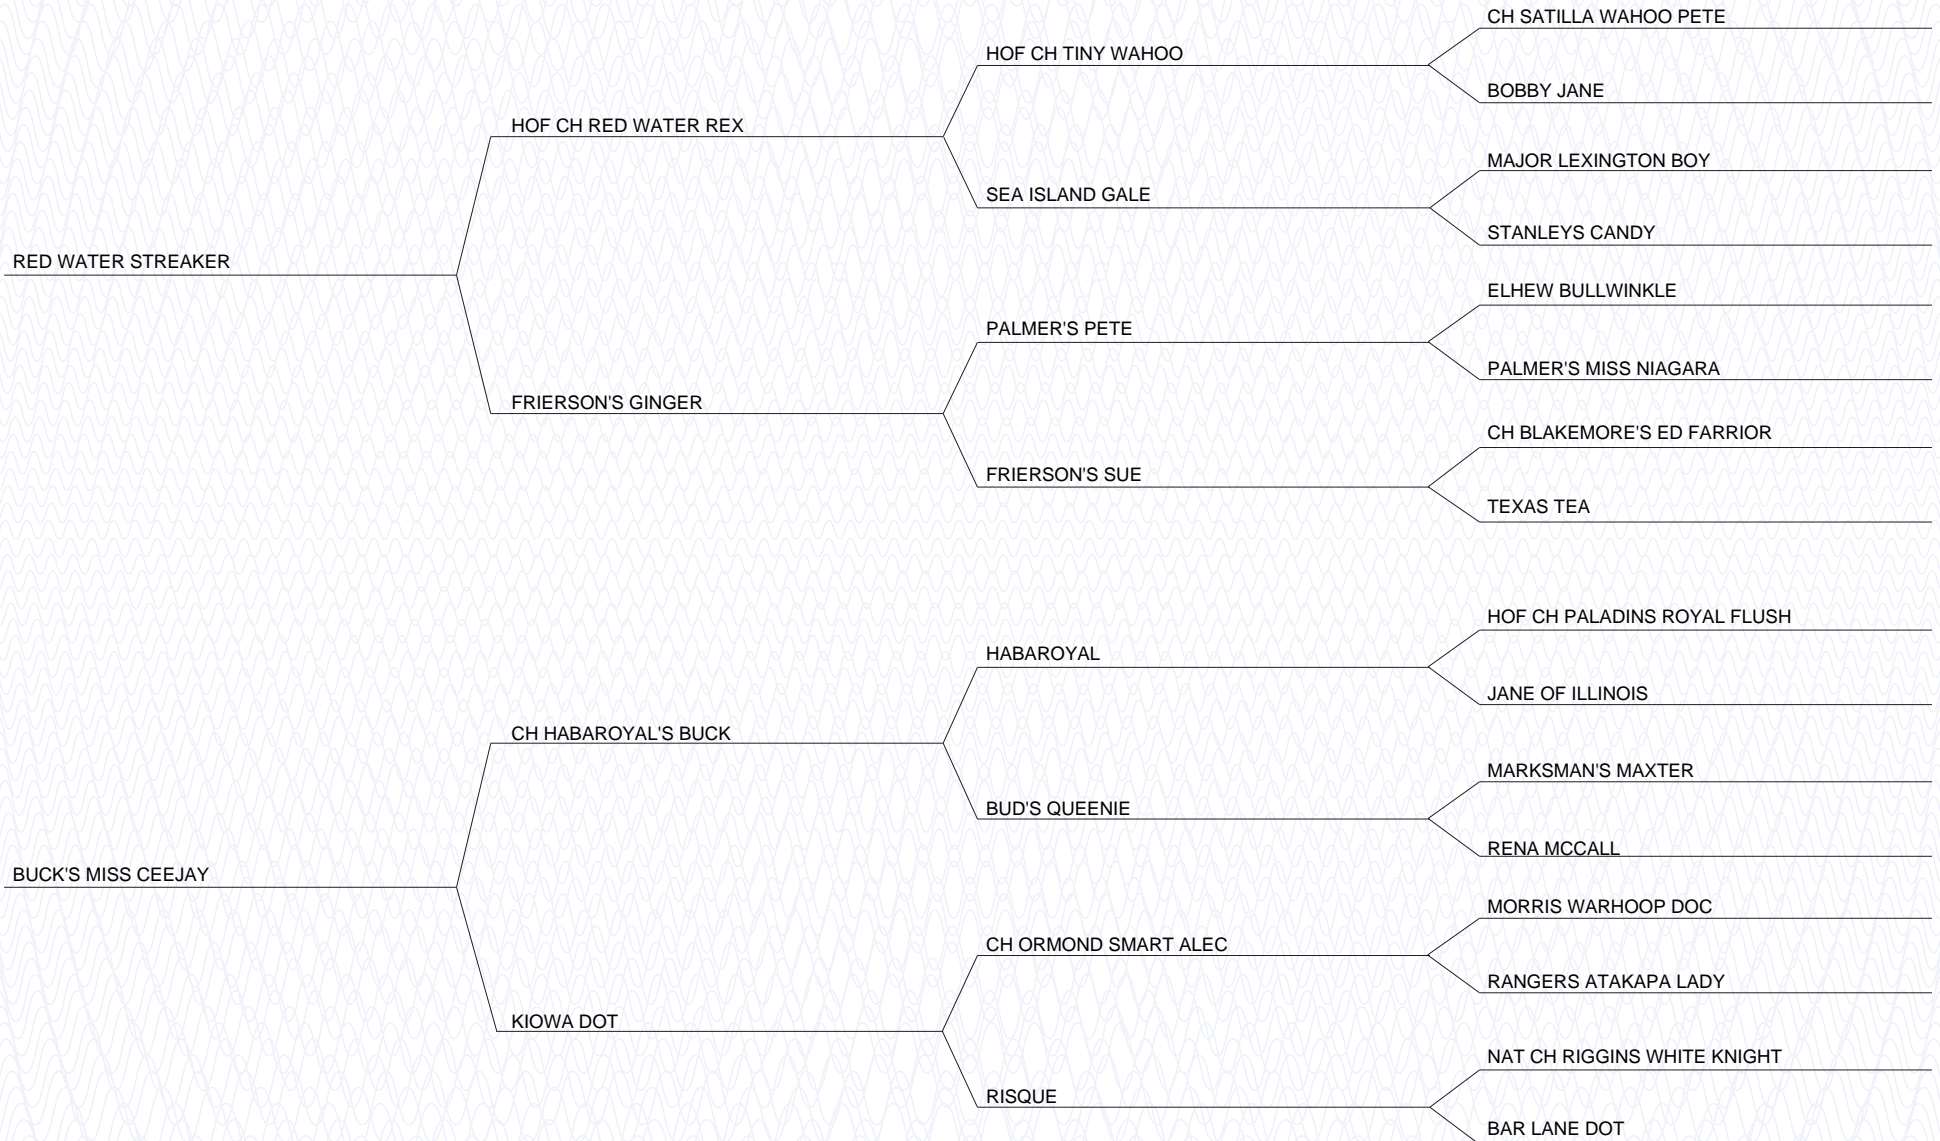 CH SATILLA WAHOO PETE
HOF CH TINY WAHOO
BOBBY JANE
HOF CH RED WATER REX
MAJOR LEXINGTON BOY
SEA ISLAND GALE
STANLEYS CANDY
RED WATER STREAKER
ELHEW BULLWINKLE
PALMER'S PETE
PALMER'S MISS NIAGARA
FRIERSON'S GINGER
CH BLAKEMORE'S ED FARRIOR
FRIERSON'S SUE
TEXAS TEA
HOF CH PALADINS ROYAL FLUSH
HABAROYAL
JANE OF ILLINOIS
CH HABAROYAL'S BUCK
MARKSMAN'S MAXTER
BUD'S QUEENIE
RENA MCCALL
BUCK'S MISS CEEJAY
MORRIS WARHOOP DOC
CH ORMOND SMART ALEC
RANGERS ATAKAPA LADY
KIOWA DOT
NAT CH RIGGINS WHITE KNIGHT
RISQUE
BAR LANE DOT